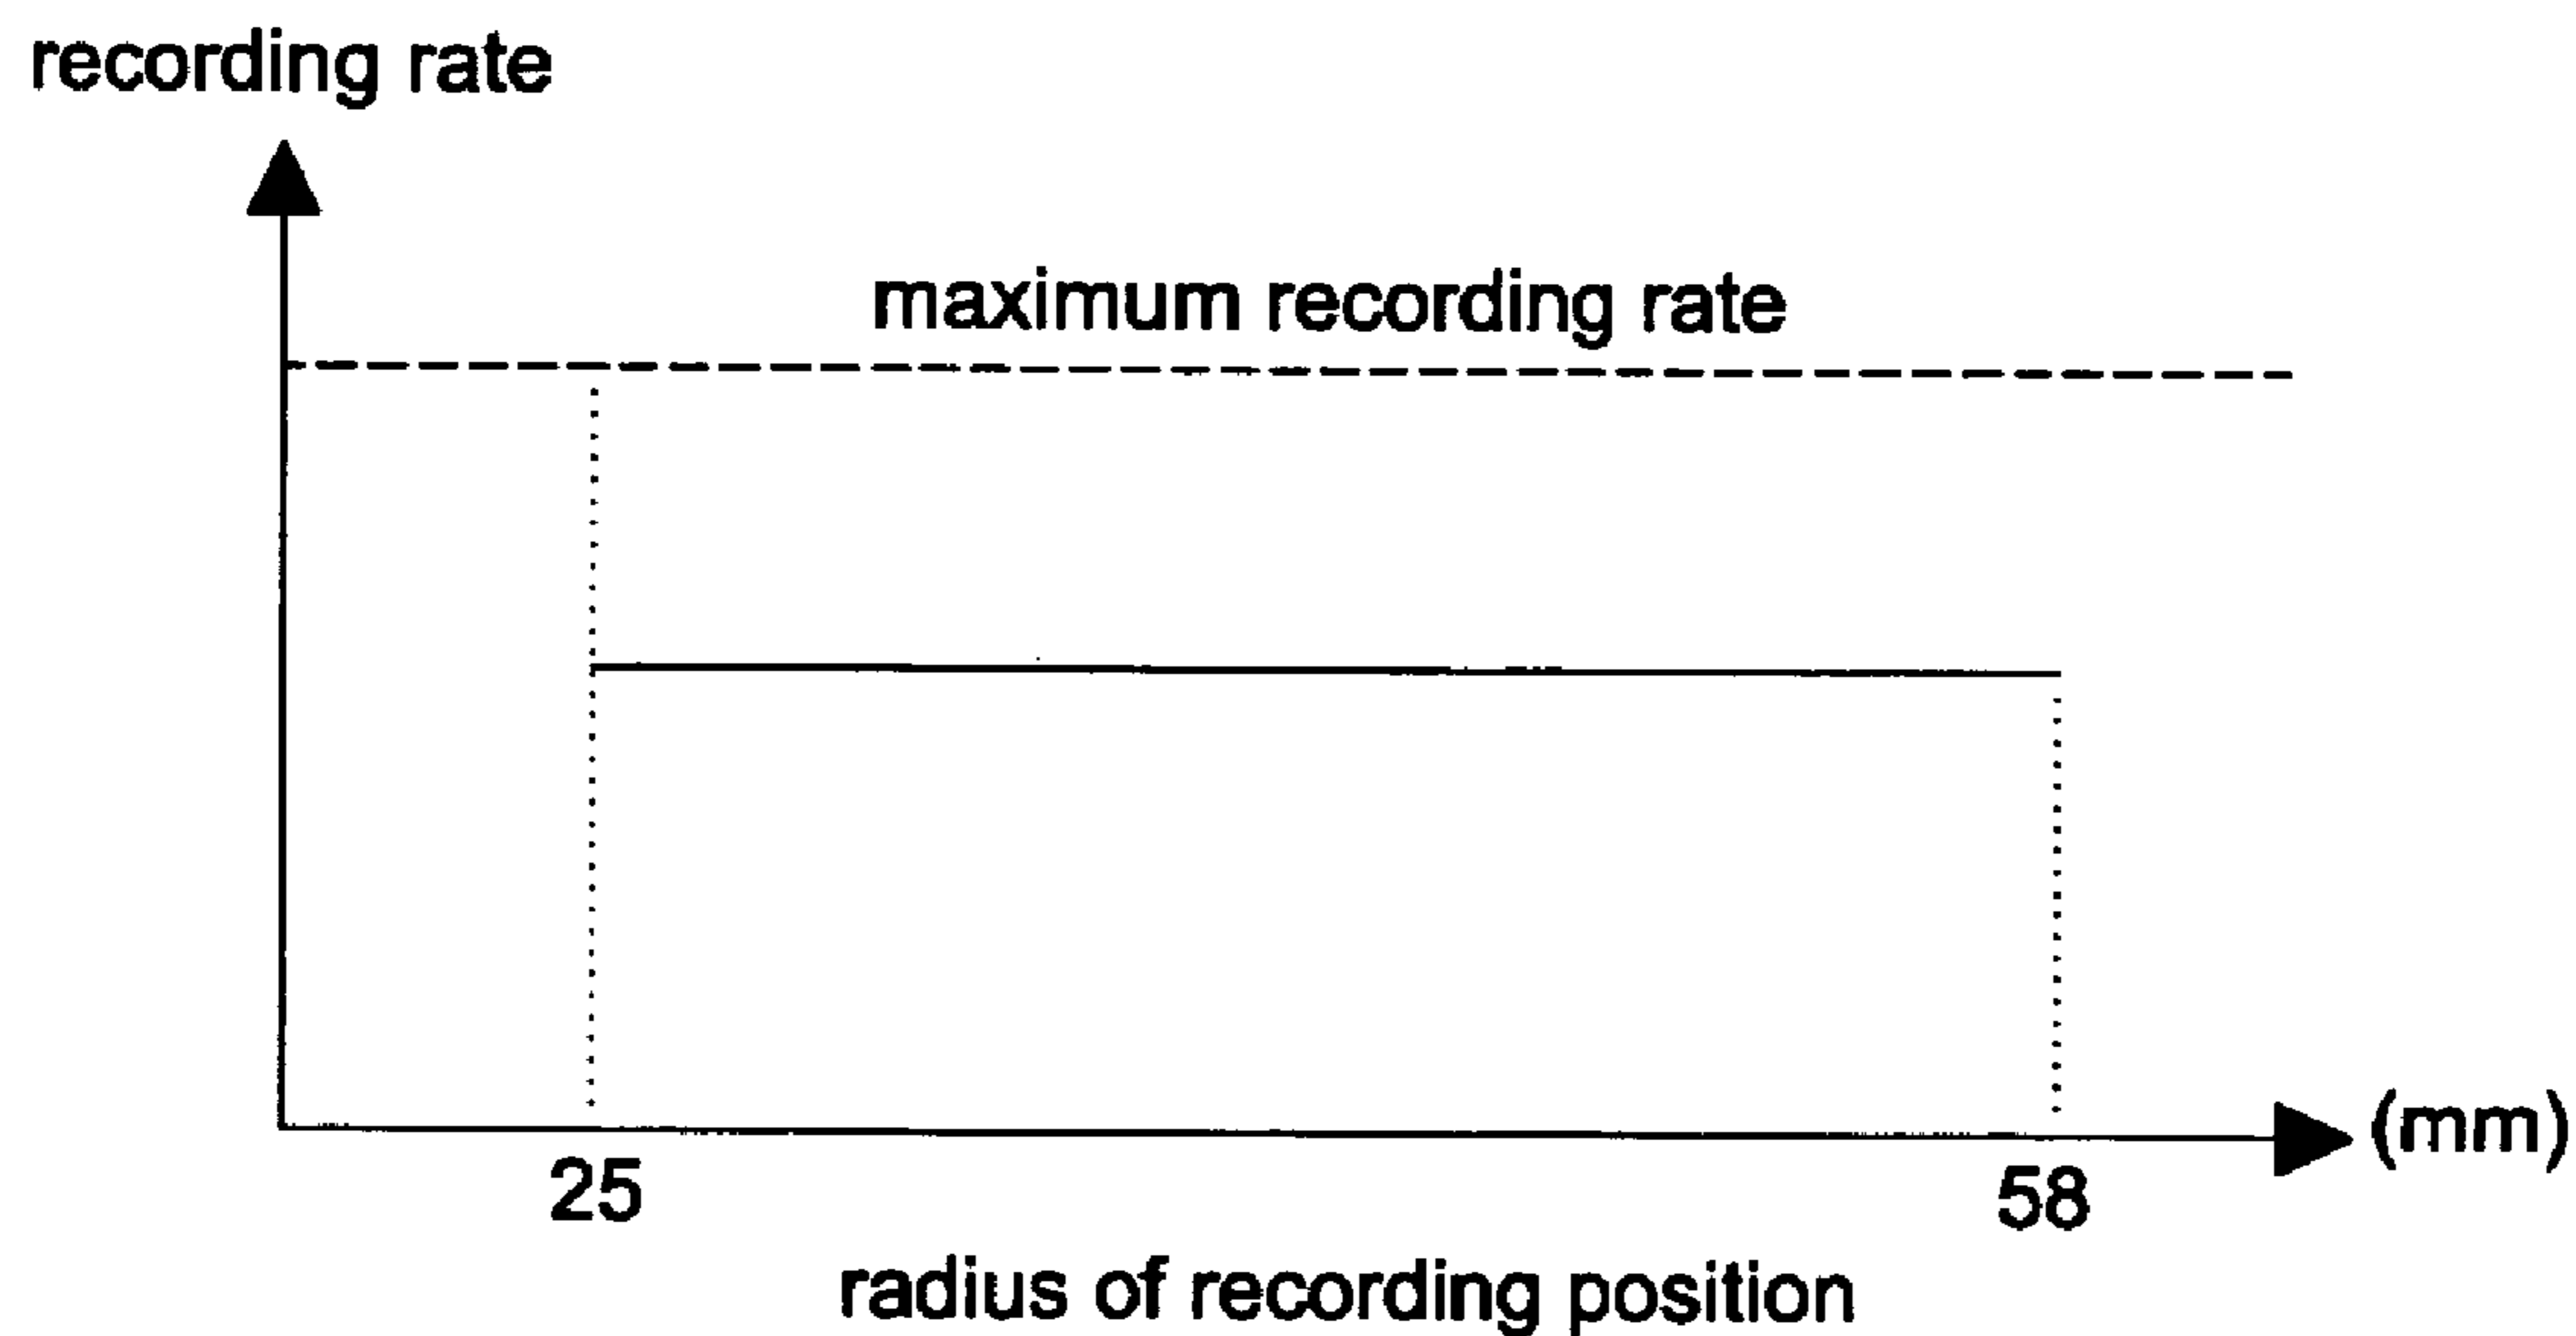 recording rate
maximum recording rate
(mm)
25
58
radius of recording position